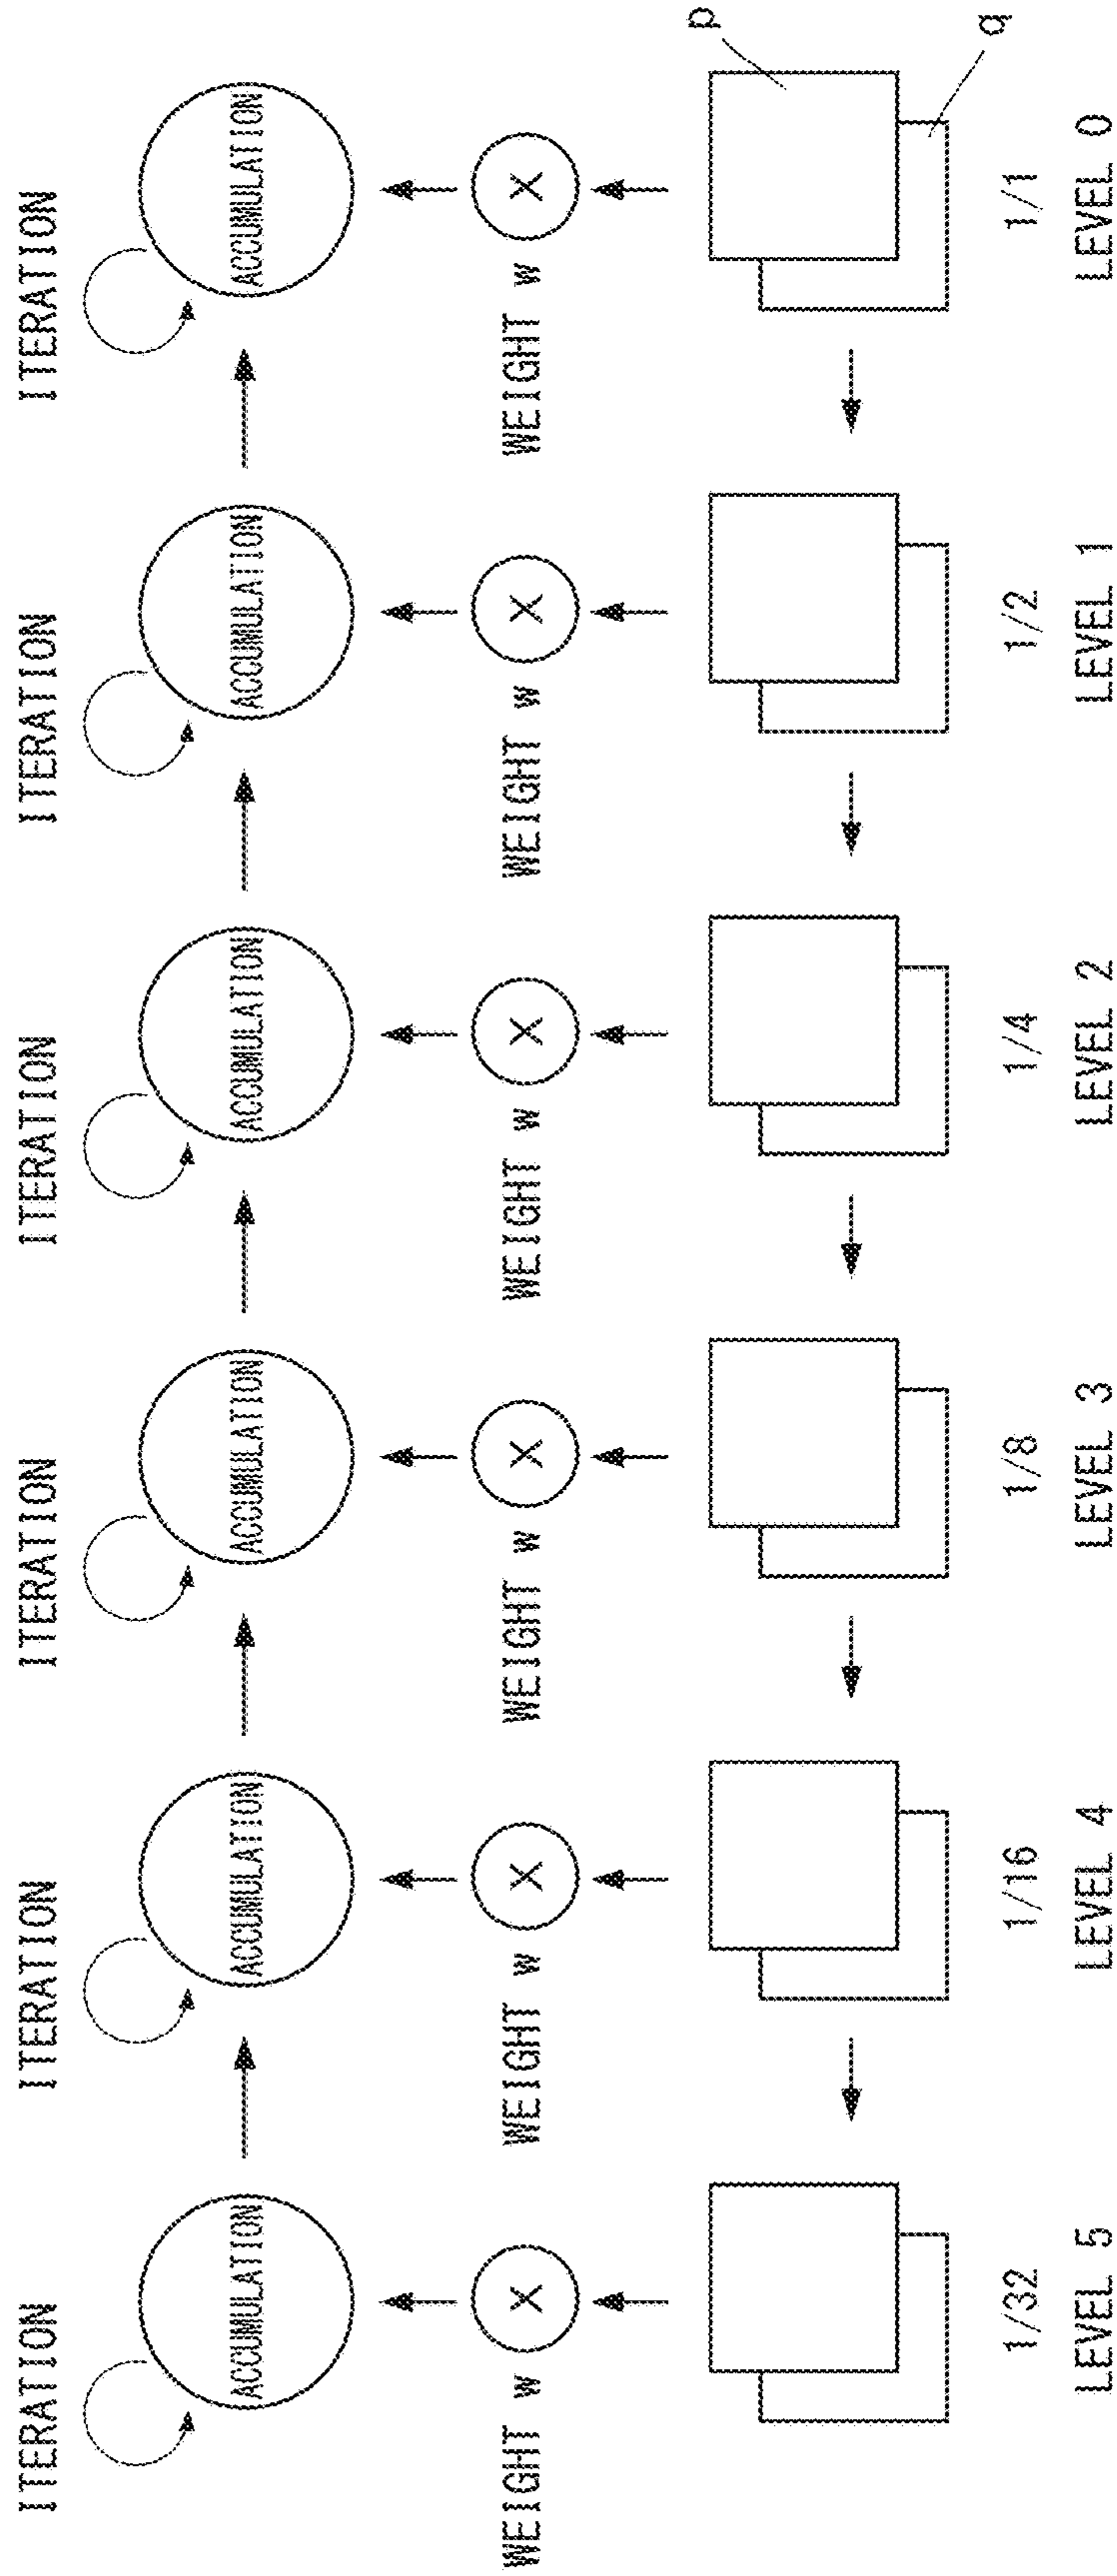 ITERATION ITERATION ITERATION ITERATION ITERATION ITERATION
ACCUMULATION ACCUMULATION ACCUMULATION ACCUMULATION ACCUMULATION ACCUMULATION
WEIGHT w X WEIGHT w X WEIGHT w X WEIGHT w X WEIGHT w X WEIGHT w X
p
q
1/32 1/16 1/8 1/4 1/2 1/1
LEVEL 5 LEVEL 4 LEVEL 3 LEVEL 2 LEVEL 1 LEVEL 0